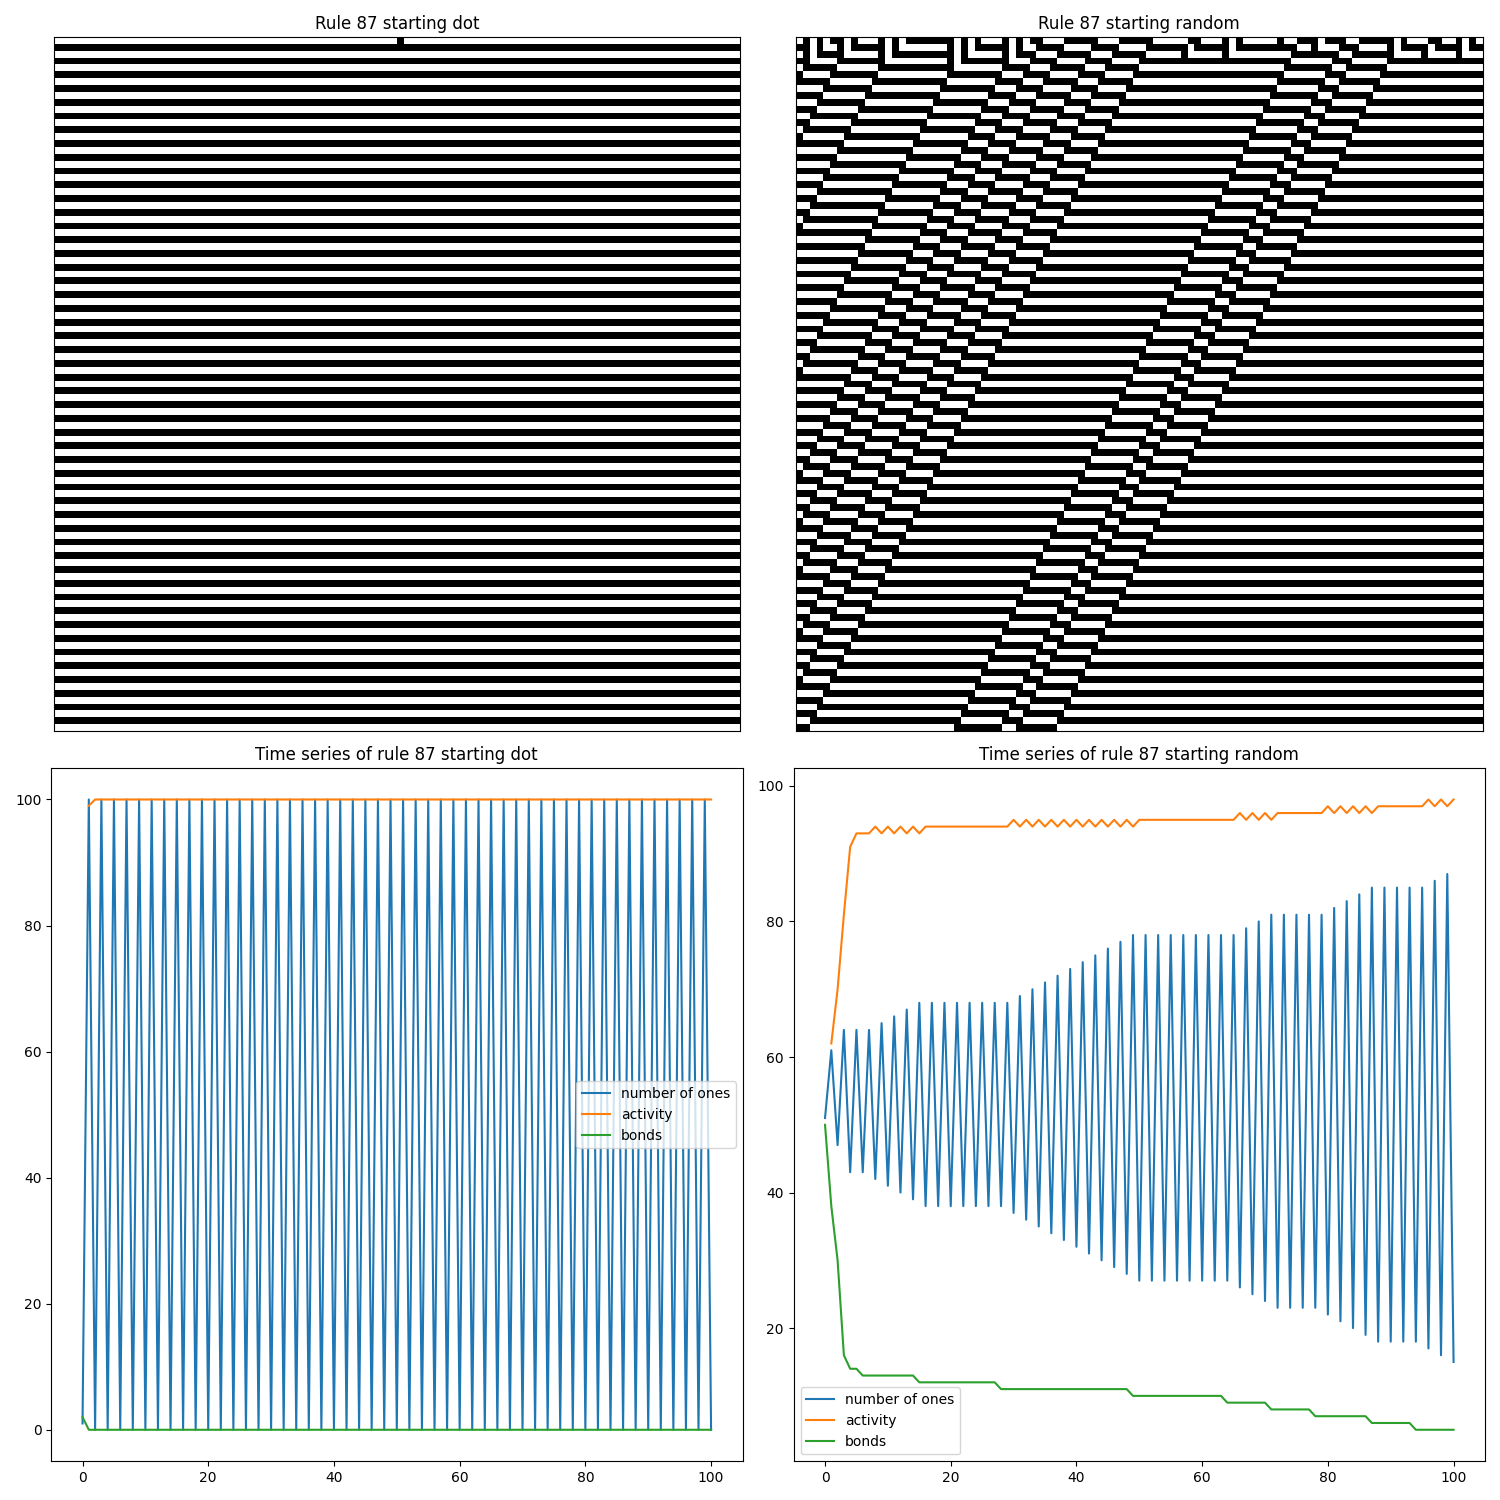 Rule 87 starting dot
Rule 87 starting random
Time series of rule 87 starting dot
100
80
60
40
20
0
number of ones
activity
bonds
0 20 40 60 80 100
Time series of rule 87 starting random
100
80
60
40
20
number of ones
activity
bonds
0 20 40 60 80 100